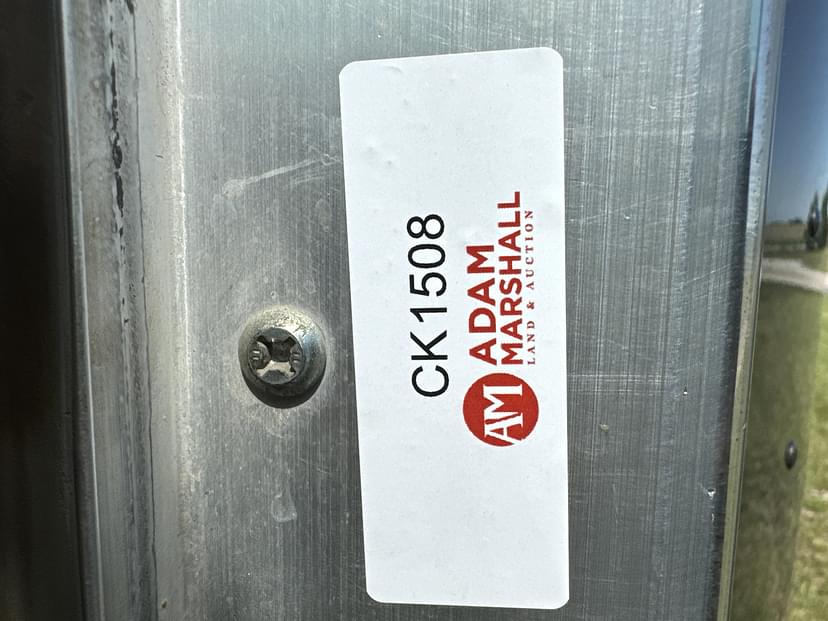 CK1508
AM
ADAM
MARSHALL
LAND & AUCTION